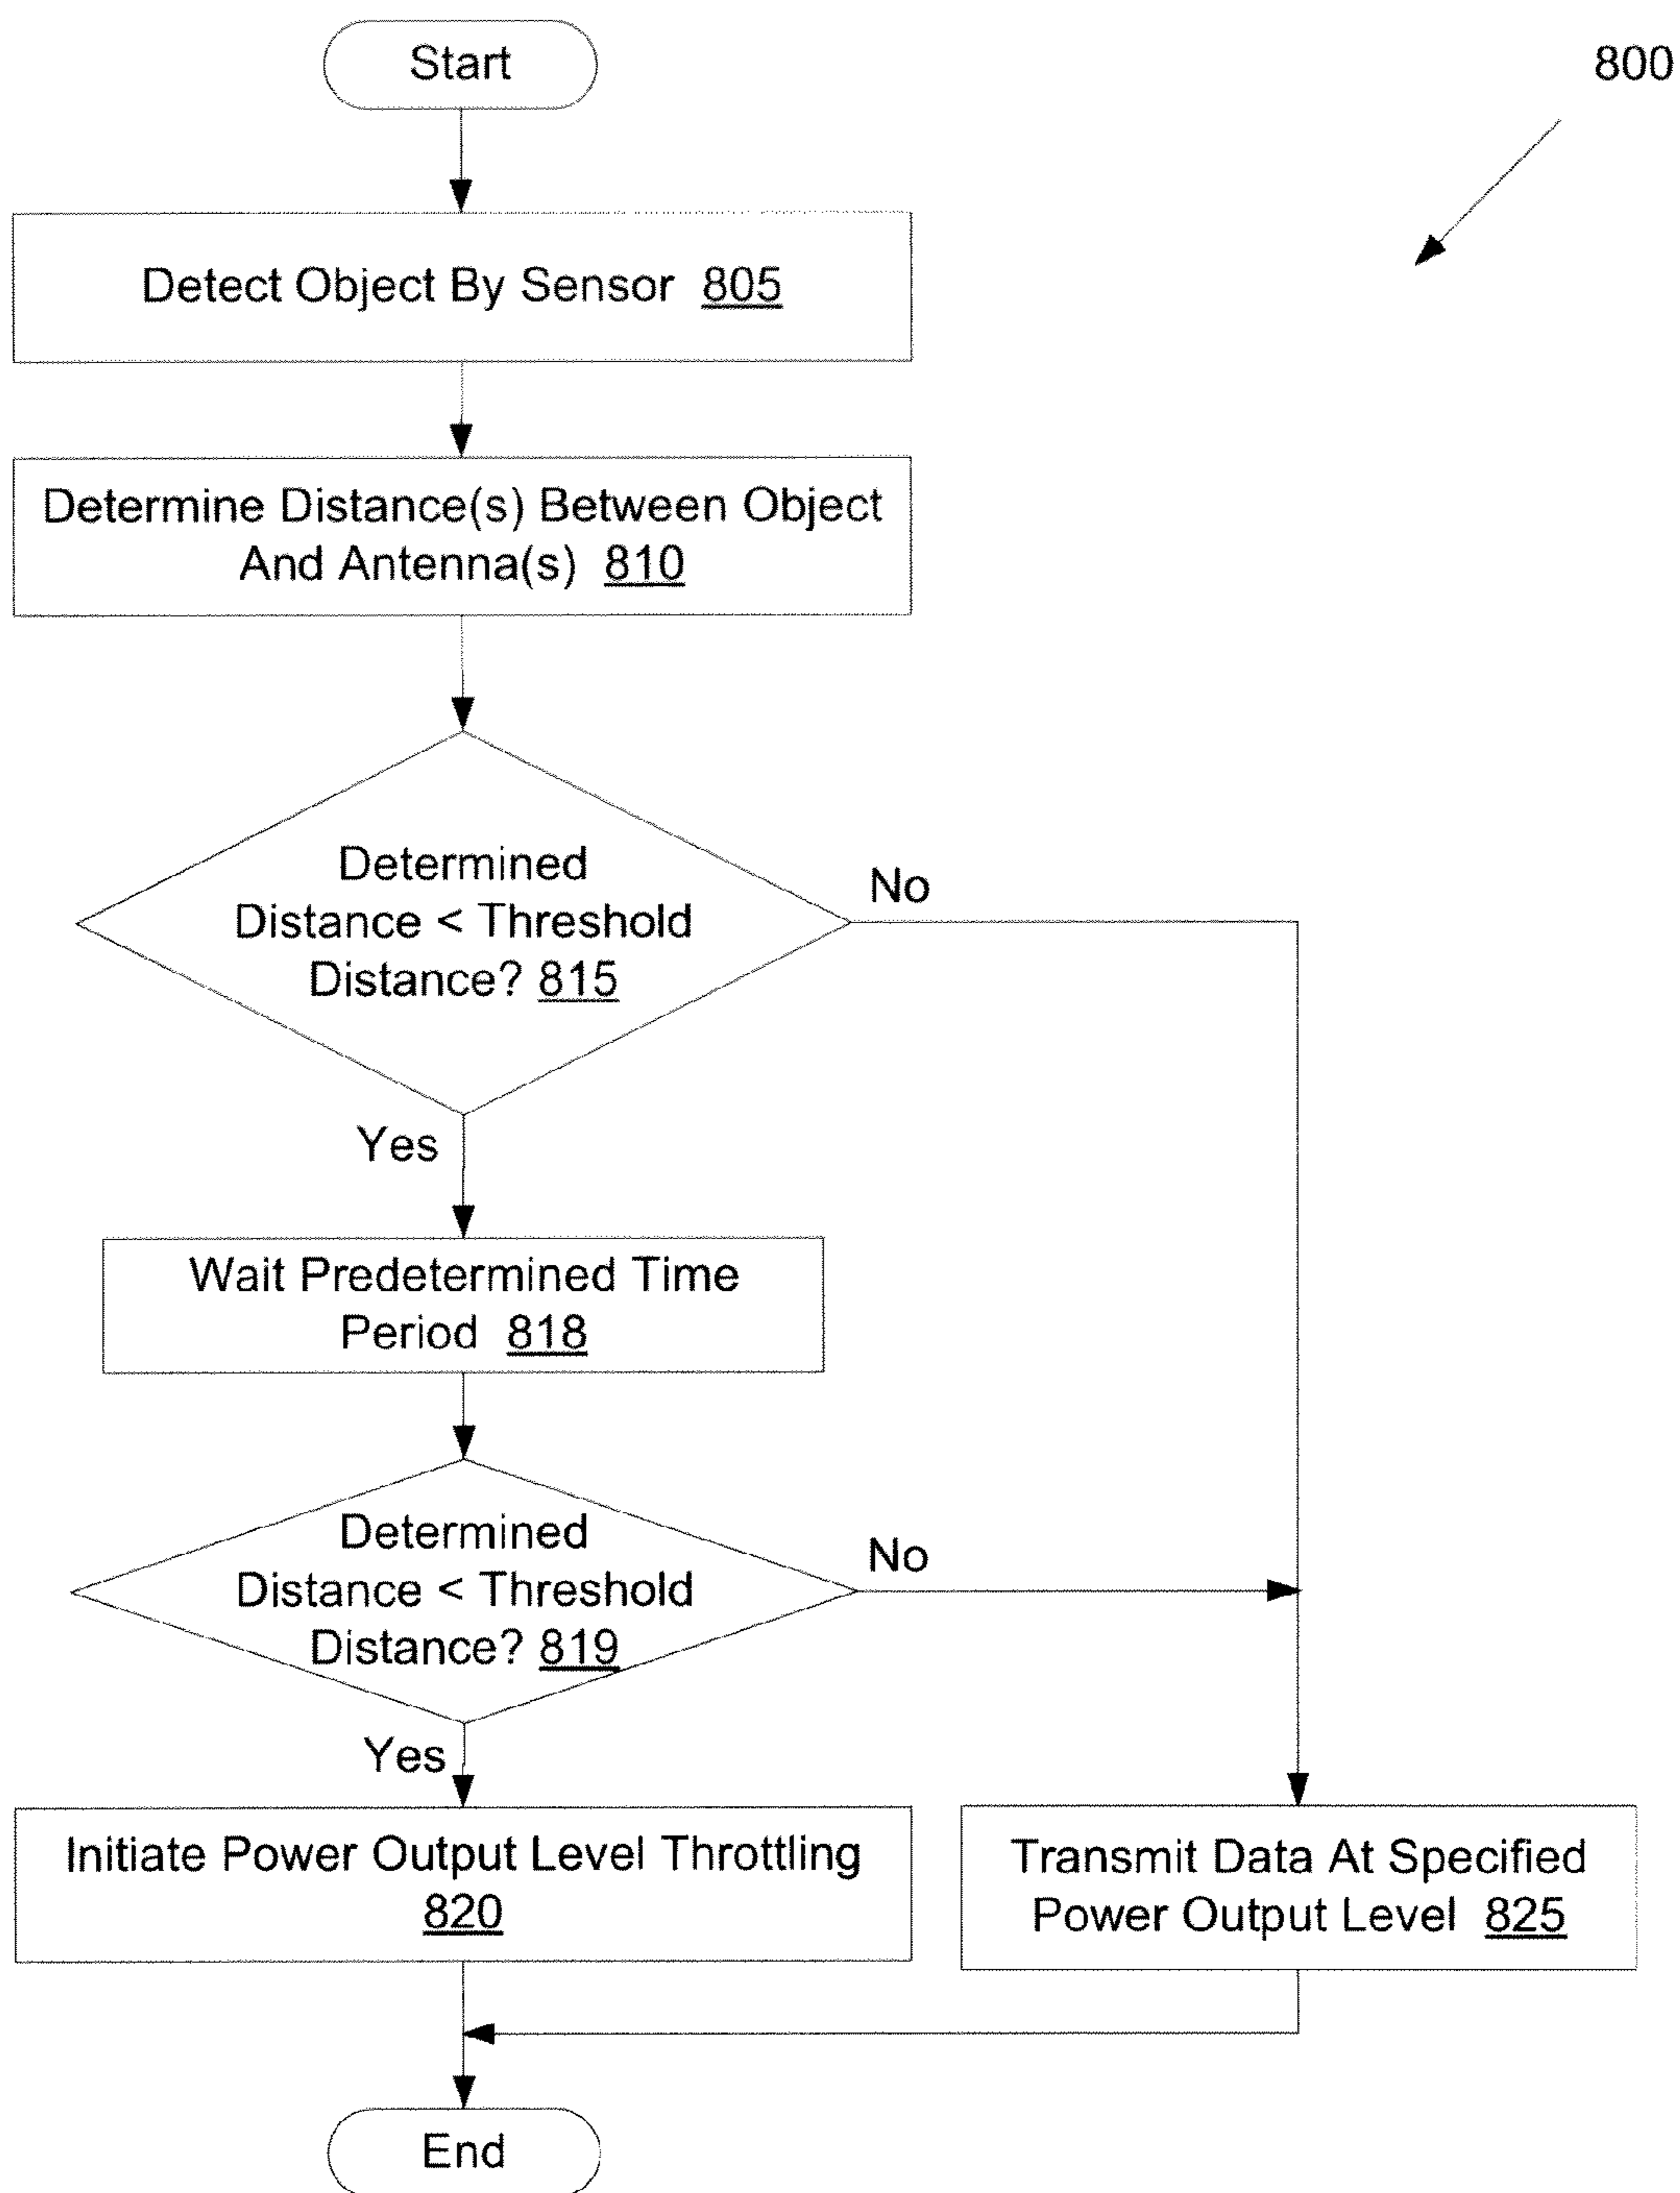 Start
800
Detect Object By Sensor 805
Determine Distance(s) Between Object
And Antenna(s) 810
Determined
Distance < Threshold
Distance? 815
No
Yes
Wait Predetermined Time
Period 818
Determined
Distance < Threshold
Distance? 819
No
Yes
Initiate Power Output Level Throttling
820
Transmit Data At Specified
Power Output Level 825
End